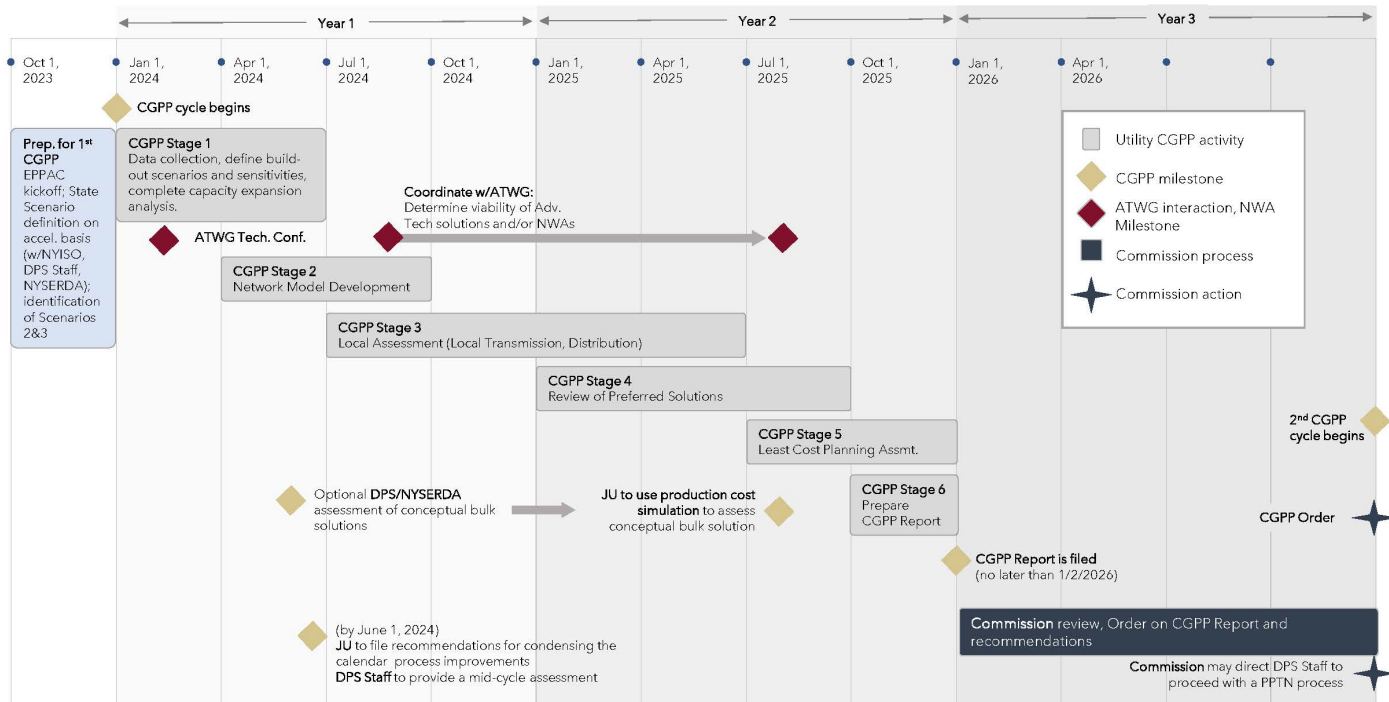 Year 1
Year 2
Year 3
Oct 1,
2023
Jan 1,
2024
Apr 1,
2024
Jul 1,
2024
Oct 1,
2024
Jan 1,
2025
Apr 1,
2025
Jul 1,
2025
Oct 1,
2025
Jan 1,
2026
Apr 1,
2026
CGPP cycle begins
Prep. for 1st
CGPP
EPPAC
kickoff; State
Scenario
definition on
accel. basis
(w/NYISO,
DPS Staff,
NYSERDA);
identification
of Scenarios
2&3
CGPP Stage 1
Data collection, define build-
out scenarios and sensitivities,
complete capacity expansion
analysis.
ATWG Tech. Conf.
Coordinate w/ATWG:
Determine viability of Adv.
Tech solutions and/or NWAs
CGPP Stage 2
Network Model Development
CGPP Stage 3
Local Assessment (Local Transmission, Distribution)
CGPP Stage 4
Review of Preferred Solutions
CGPP Stage 5
Least Cost Planning Assmt.
CGPP Stage 6
Prepare
CGPP Report
Utility CGPP activity
CGPP milestone
ATWG interaction, NWA
Milestone
Commission process
Commission action
2nd CGPP
cycle begins
Optional DPS/NYSERDA
assessment of conceptual bulk
solutions
JU to use production cost
simulation to assess
conceptual bulk solution
CGPP Order
CGPP Report is filed
(no later than 1/2/2026)
(by June 1, 2024)
JU to file recommendations for condensing the
calendar process improvements
DPS Staff to provide a mid-cycle assessment
Commission review, Order on CGPP Report and
recommendations
Commission may direct DPS Staff to
proceed with a PPTN process